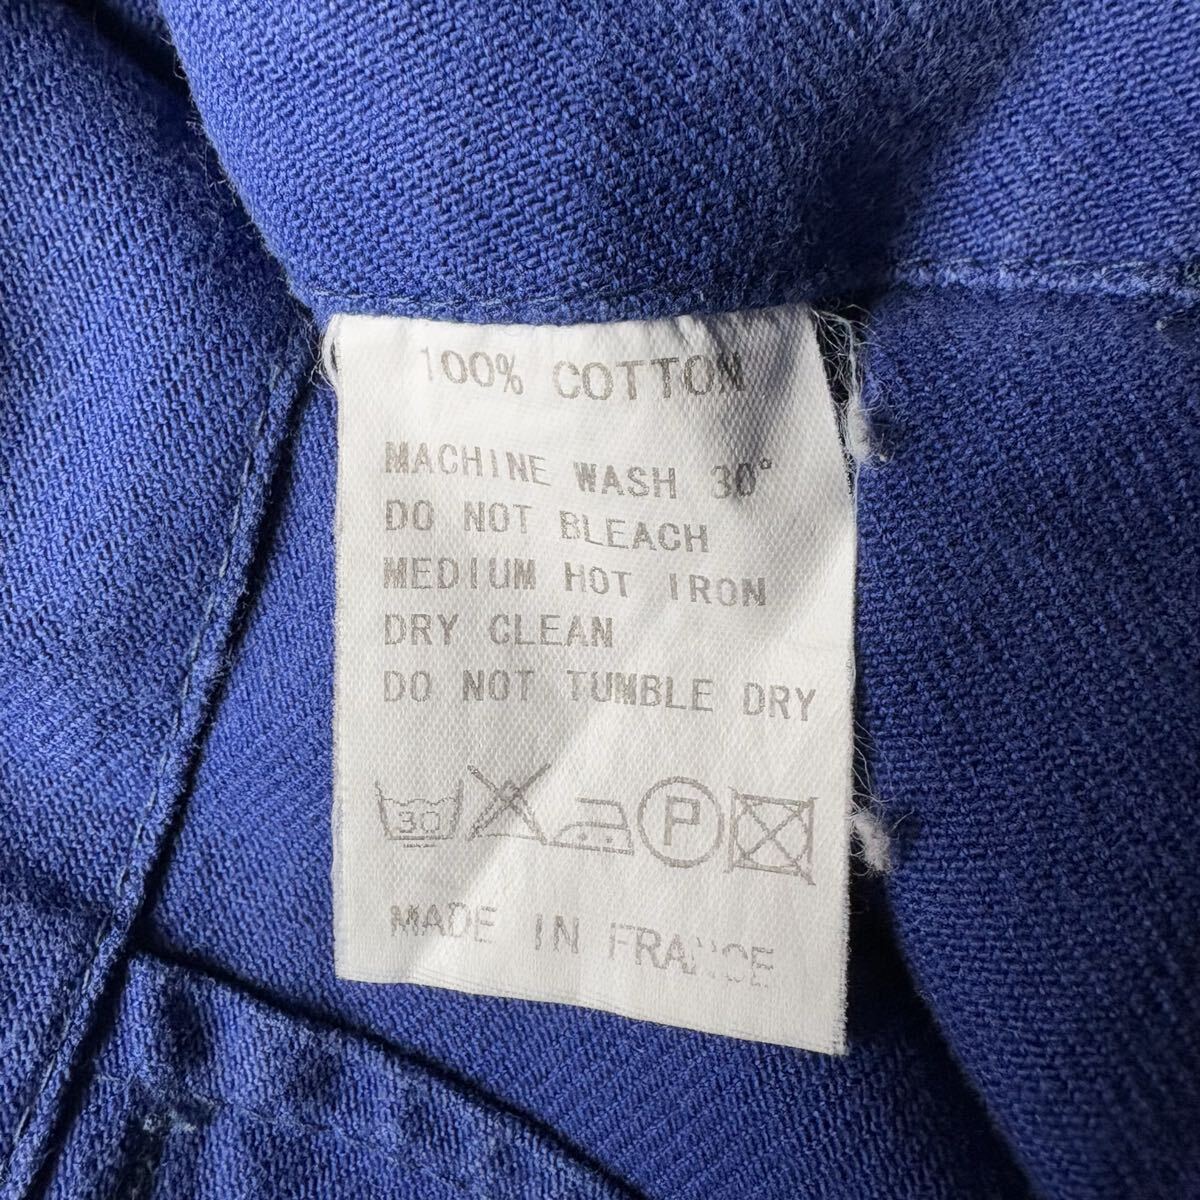 100% COTTON
MACHINE WASH 30°
DO NOT BLEACH
MEDIUM HOT IRON
DRY CLEAN
DO NOT TUMBLE DRY
30 P
MADE IN FRANCE